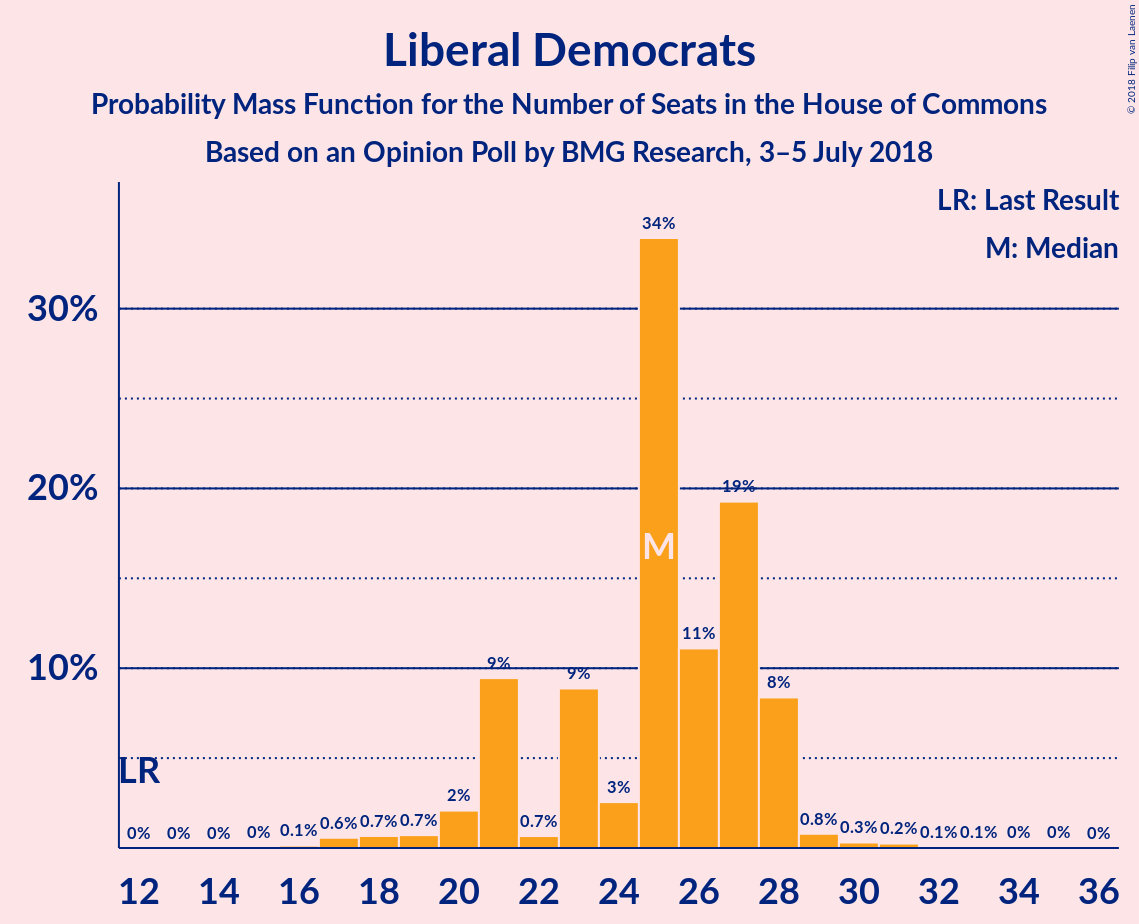 Liberal Democrats
Probability Mass Function for the Number of Seats in the House of Commons
Based on an Opinion Poll by BMG Research, 3–5 July 2018
© 2018 Filip van Laenen
LR: Last Result
M: Median
34%
30%
20%
19%
M
11%
10%
9%
9%
8%
LR
3%
2%
0% 0% 0% 0% 0.1% 0.6% 0.7% 0.7% 0.7% 0.8% 0.3% 0.2% 0.1% 0.1% 0% 0% 0%
12 14 16 18 20 22 24 26 28 30 32 34 36